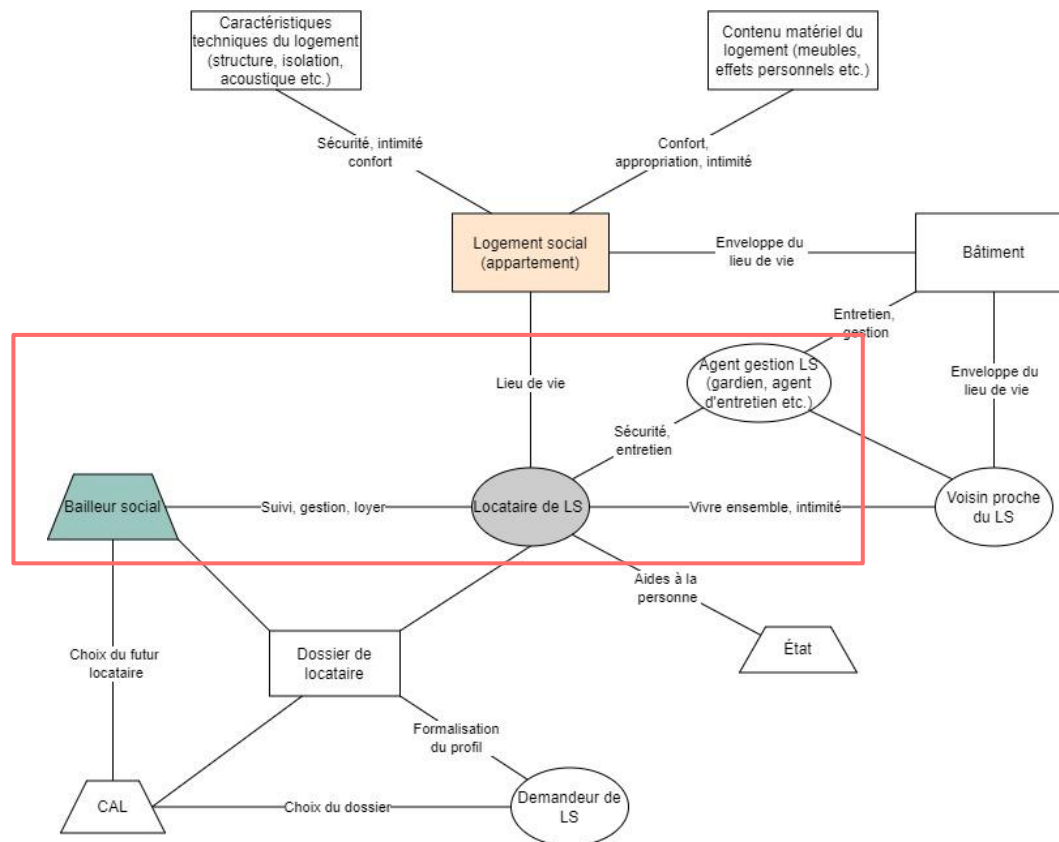 Caractéristiques
techniques du logement
(structure, isolation,
acoustique etc.)
Contenu matériel du
logement (meubles,
effets personnels etc.)
Sécurité, intimité
confort
Confort,
appropriation, intimité
Logement social
(appartement)
Enveloppe du
lieu de vie
Bâtiment
Entretien,
gestion
Agent gestion LS
(gardien, agent
d'entretien etc.)
Enveloppe du
lieu de vie
Lieu de vie
Sécurité,
entretien
Bailleur social
Suivi, gestion, loyer
Locataire de LS
Vivre ensemble, intimité
Voisin proche
du LS
Aides à la
personne
État
Choix du futur
locataire
Dossier de
locataire
Formalisation
du profil
CAL
Choix du dossier
Demandeur de
LS